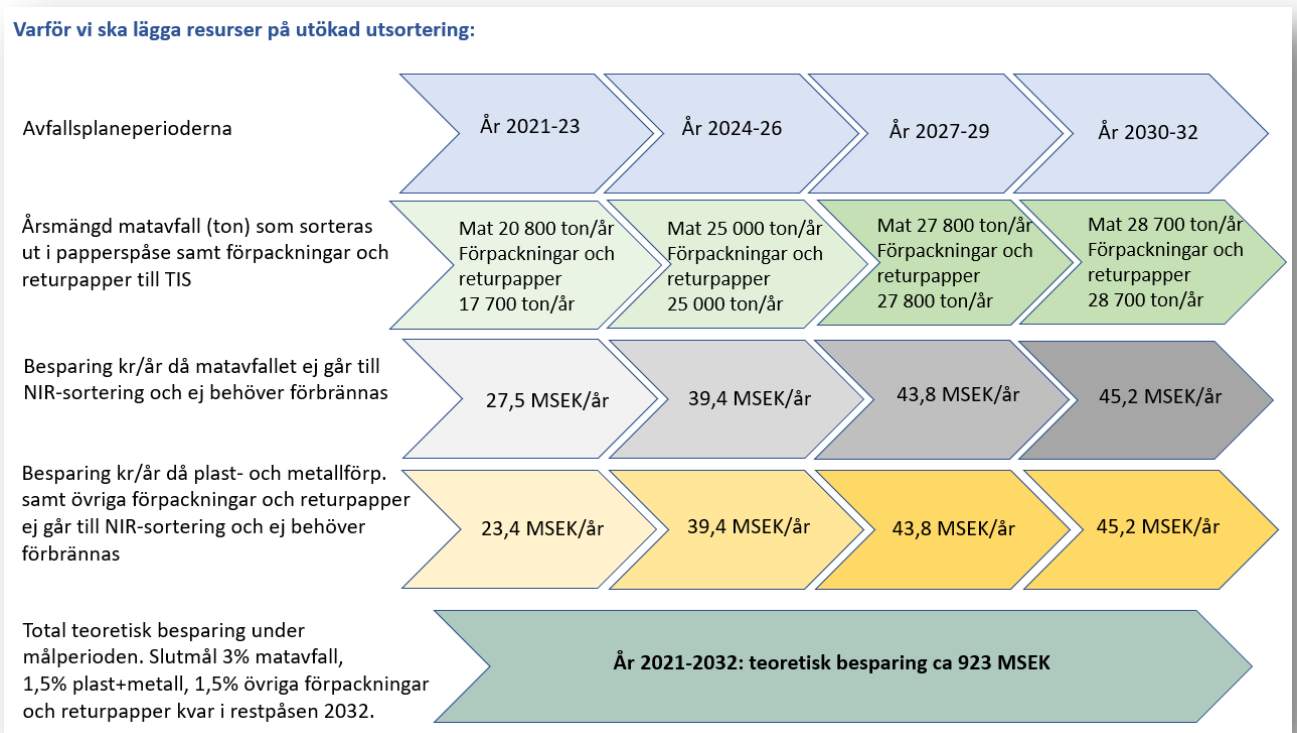 Varför vi ska lägga resurser på utökad utsortering:
Avfallsplaneperioderna
År 2021-23
År 2024-26
År 2027-29
År 2030-32
Årsmängd matavfall (ton) som sorteras
ut i papperspåse samt förpackningar och
returpapper till TIS
Mat 20 800 ton/år
Förpackningar och
returpapper
17 700 ton/år
Mat 25 000 ton/år
Förpackningar och
returpapper
25 000 ton/år
Mat 27 800 ton/år
Förpackningar och
returpapper
27 800 ton/år
Mat 28 700 ton/år
Förpackningar och
returpapper
28 700 ton/år
Besparing kr/år då matavfallet ej går till
NIR-sortering och ej behöver förbrännas
27,5 MSEK/år
39,4 MSEK/år
43,8 MSEK/år
45,2 MSEK/år
Besparing kr/år då plast- och metallförp.
samt övriga förpackningar och returpapper
ej går till NIR-sortering och ej behöver
förbrännas
23,4 MSEK/år
39,4 MSEK/år
43,8 MSEK/år
45,2 MSEK/år
Total teoretisk besparing under
målperioden. Slutmål 3% matavfall,
1,5% plast+metall, 1,5% övriga förpackningar
och returpapper kvar i restpåsen 2032.
År 2021-2032: teoretisk besparing ca 923 MSEK